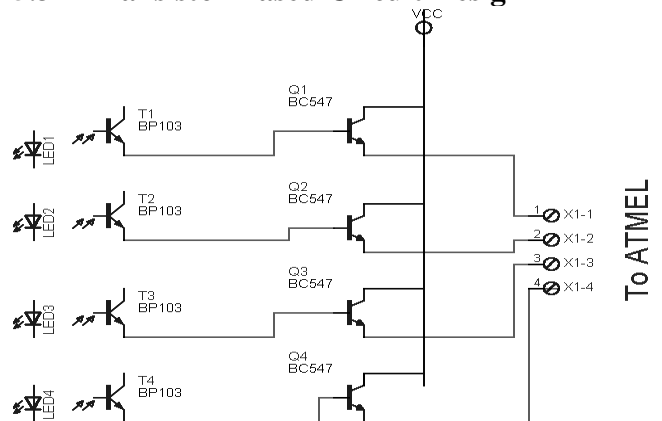 VCC
Q1
BC547
T1
BP103
LED1
Q2
BC547
T2
BP103
LED2
1 X1-1
2 X1-2
3 X1-3
4 X1-4
To ATMEL
Q3
BC547
T3
BP103
LED3
Q4
BC547
T4
BP103
LED4